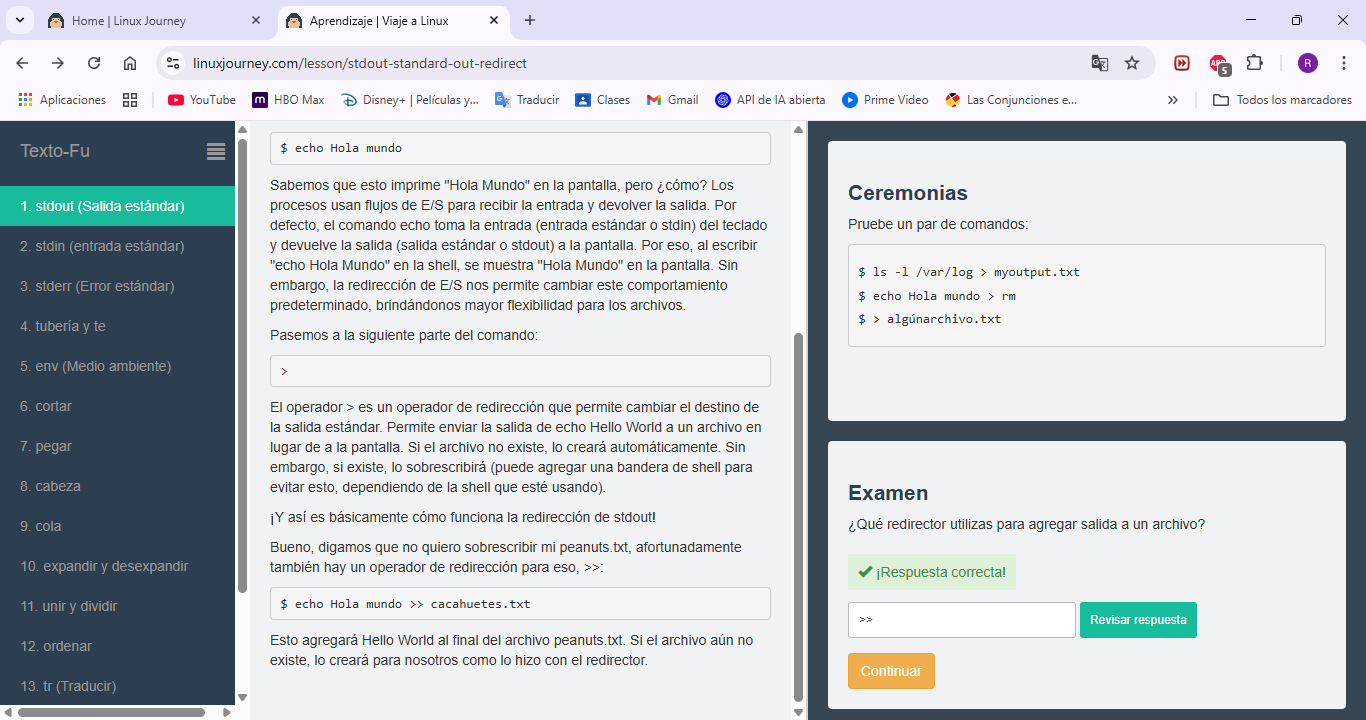 Home | Linux Journey
Aprendizaje | Viaje a Linux
linuxjourney.com/lesson/stdout-standard-out-redirect
5
R
Aplicaciones
YouTube
HBO Max
Disney+ | Películas y...
Traducir
Clases
Gmail
API de IA abierta
Prime Video
Las Conjunciones e...
Todos los marcadores
Texto-Fu
1. stdout (Salida estándar)
2. stdin (entrada estándar)
3. stderr (Error estándar)
4. tubería y te
5. env (Medio ambiente)
6. cortar
7. pegar
8. cabeza
9. cola
10. expandir y desexpandir
11. unir y dividir
12. ordenar
13. tr (Traducir)
$ echo Hola mundo
Sabemos que esto imprime "Hola Mundo" en la pantalla, pero ¿cómo? Los
procesos usan flujos de E/S para recibir la entrada y devolver la salida. Por
defecto, el comando echo toma la entrada (entrada estándar o stdin) del teclado
y devuelve la salida (salida estándar o stdout) a la pantalla. Por eso, al escribir
"echo Hola Mundo" en la shell, se muestra "Hola Mundo" en la pantalla. Sin
embargo, la redirección de E/S nos permite cambiar este comportamiento
predeterminado, brindándonos mayor flexibilidad para los archivos.
Pasemos a la siguiente parte del comando:
>
El operador > es un operador de redirección que permite cambiar el destino de
la salida estándar. Permite enviar la salida de echo Hello World a un archivo en
lugar de a la pantalla. Si el archivo no existe, lo creará automáticamente. Sin
embargo, si existe, lo sobrescribirá (puede agregar una bandera de shell para
evitar esto, dependiendo de la shell que esté usando).
¡Y así es básicamente cómo funciona la redirección de stdout!
Bueno, digamos que no quiero sobrescribir mi peanuts.txt, afortunadamente
también hay un operador de redirección para eso, >>:
$ echo Hola mundo >> cacahuetes.txt
Esto agregará Hello World al final del archivo peanuts.txt. Si el archivo aún no
existe, lo creará para nosotros como lo hizo con el redirector.
Ceremonias
Pruebe un par de comandos:
$ ls -l /var/log > myoutput.txt
$ echo Hola mundo > rm
$ > algúnarchivo.txt
Examen
¿Qué redirector utilizas para agregar salida a un archivo?
¡Respuesta correcta!
>>
Revisar respuesta
Continuar